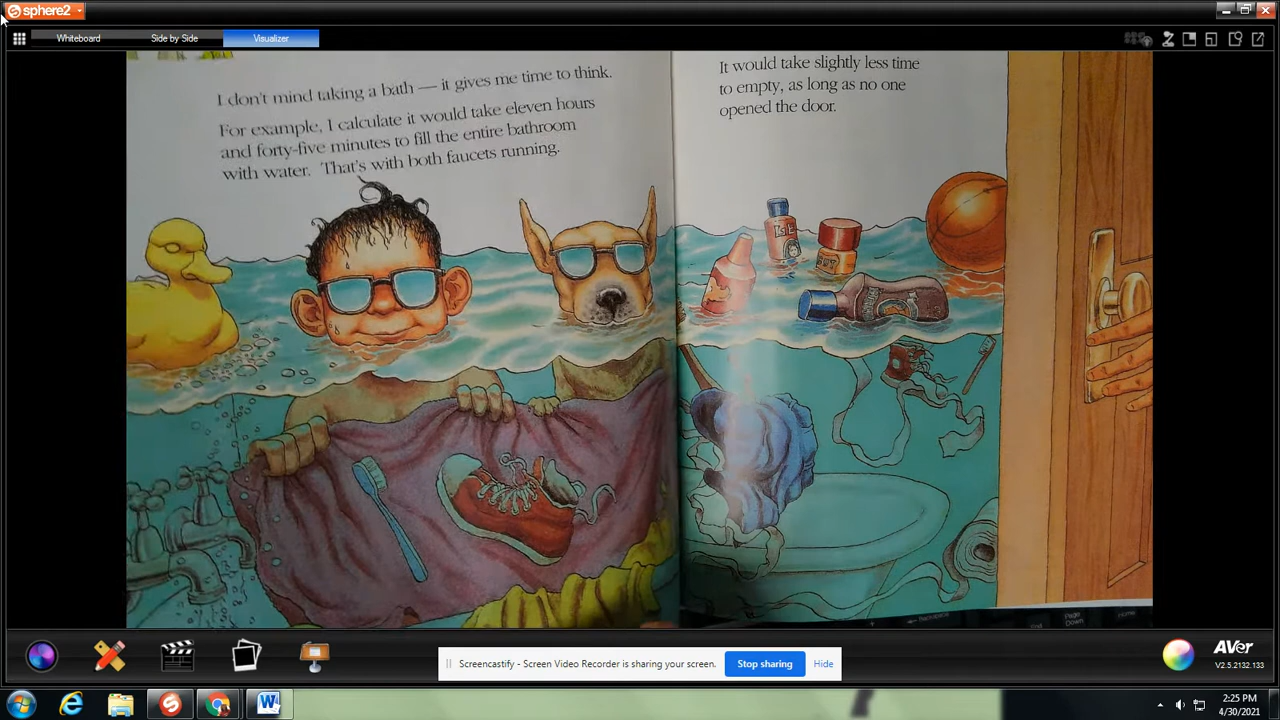 sphere2
Whiteboard
Side by Side
Visualizer
I don't mind taking a bath — it gives me time to think.
For example, I calculate it would take eleven hours
and forty-five minutes to fill the entire bathroom
with water. That's with both faucets running.
It would take slightly less time
to empty, as long as no one
opened the door.
End
Page
Down
Home
Screencastify - Screen Video Recorder is sharing your screen.
Stop sharing
Hide
AVer
V2.5.2132.133
2:25 PM
4/30/2021